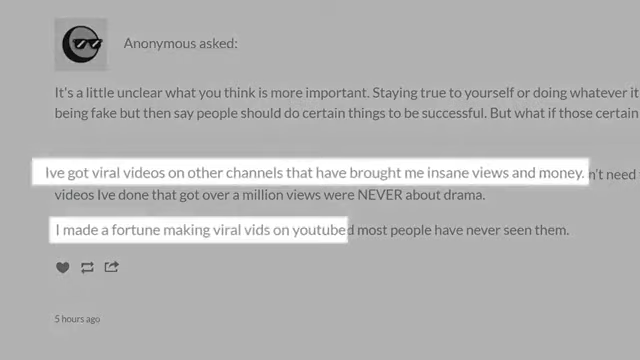 Anonymous asked:
It's a little unclear what you think is more important. Staying true to yourself or doing whatever it
being fake but then say people should do certain things to be successful. But what if those certain
Ive got viral videos on other channels that have brought me insane views and money. n't need
videos Ive done that got over a million views were NEVER about drama.
I made a fortune making viral vids on youtube d most people have never seen them.
5 hours ago